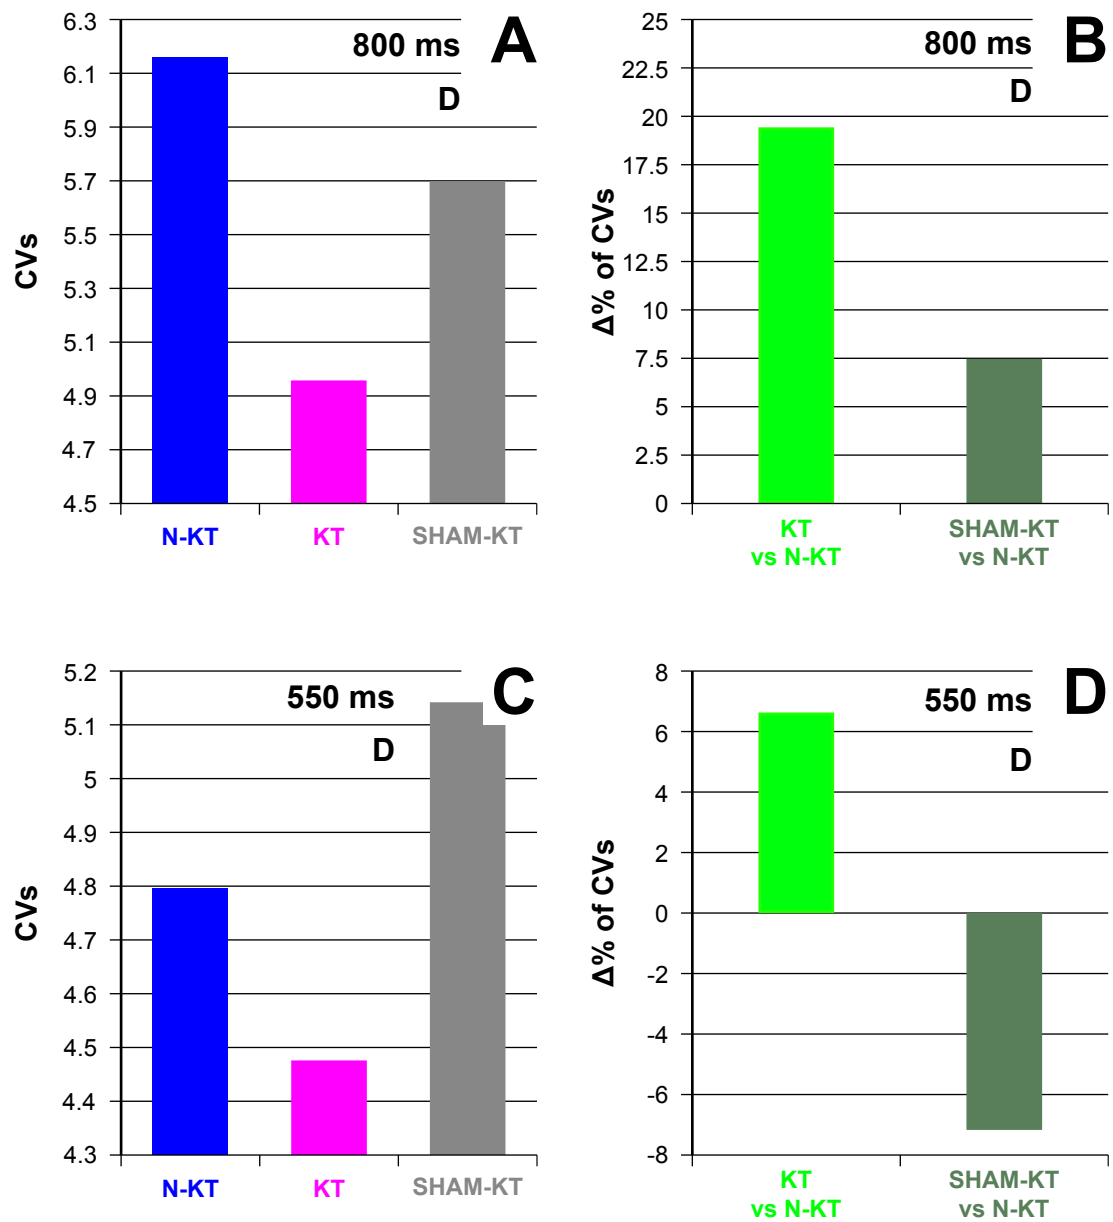 A
800 ms
D
CVs
6.3
6.1
5.9
5.7
5.5
5.3
5.1
4.9
4.7
4.5
N-KT
KT
SHAM-KT
B
800 ms
D
Δ% of CVs
25
22.5
20
17.5
15
12.5
10
7.5
5
2.5
0
KT
vs N-KT
SHAM-KT
vs N-KT
C
550 ms
D
CVs
5.2
5.1
5
4.9
4.8
4.7
4.6
4.5
4.4
4.3
N-KT
KT
SHAM-KT
D
550 ms
D
Δ% of CVs
8
6
4
2
0
-2
-4
-6
-8
KT
vs N-KT
SHAM-KT
vs N-KT